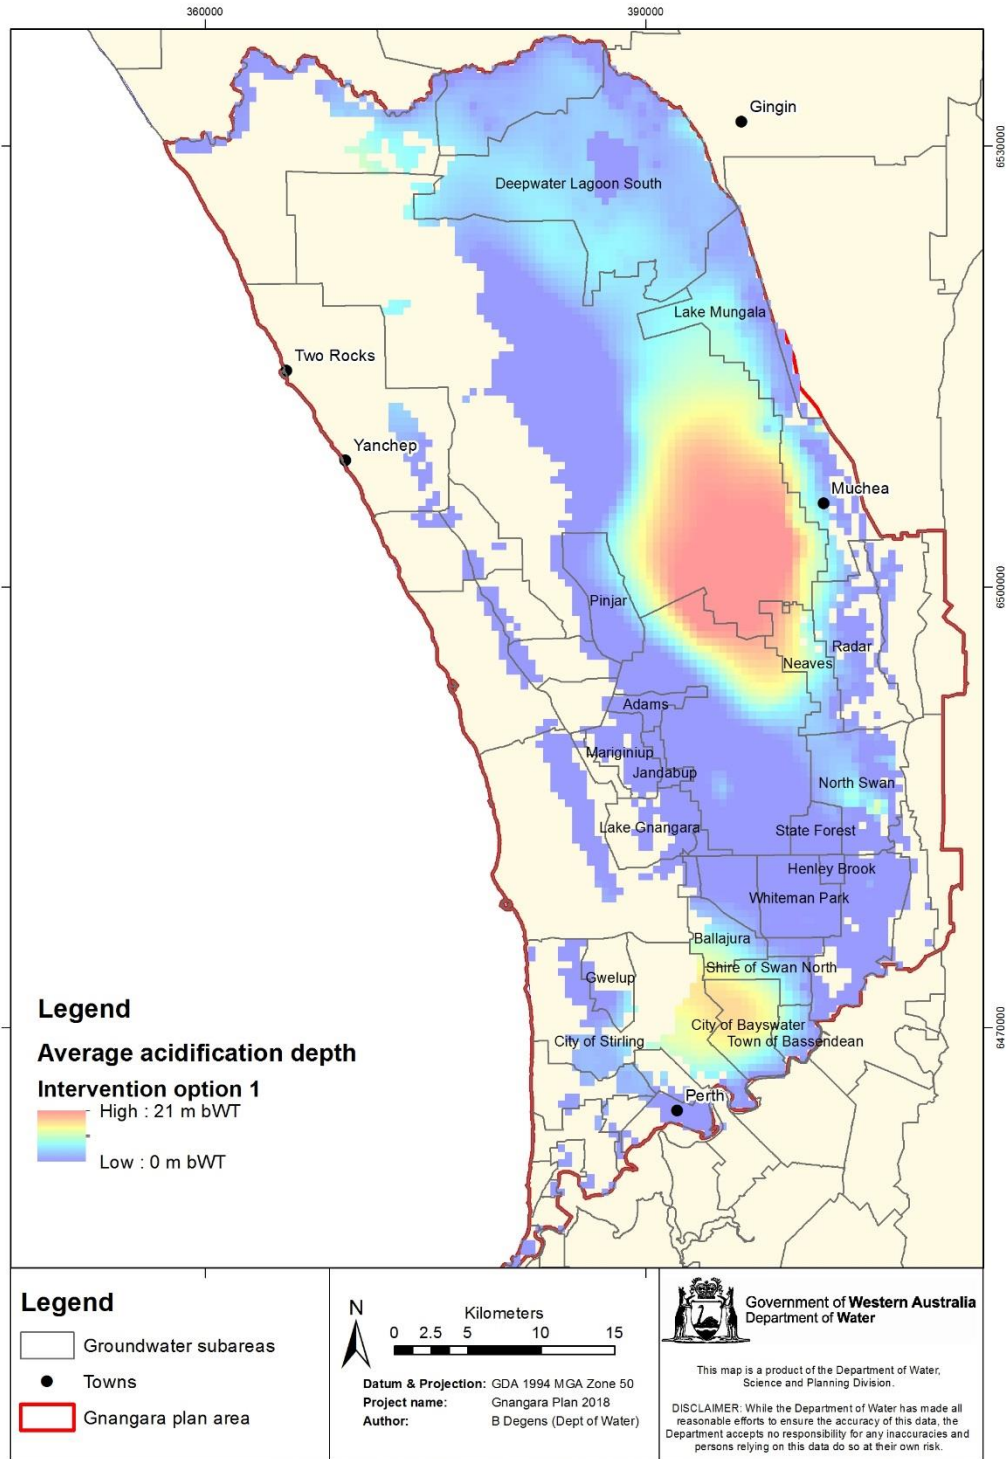 360000
390000
Gingin
6530000
Deepwater Lagoon South
Lake Mungala
Two Rocks
Yanchep
Muchea
6500000
Pinjar
Radar
Neaves
Adams
Mariginiup
Jandabup
North Swan
Lake Gnangara
State Forest
Henley Brook
Whiteman Park
Ballajura
Shire of Swan North
Gwelup
City of Bayswater
6470000
City of Stirling
Town of Bassendean
Perth
Legend
Average acidification depth
Intervention option 1
High : 21 m bWT
Low : 0 m bWT
Legend
Groundwater subareas
Towns
Gnangara plan area
N
Kilometers
0 2.5 5 10 15
Datum & Projection: GDA 1994 MGA Zone 50
Project name: Gnangara Plan 2018
Author: B Degens (Dept of Water)
Government of Western Australia
Department of Water
This map is a product of the Department of Water,
Science and Planning Division.
DISCLAIMER: While the Department of Water has made all
reasonable efforts to ensure the accuracy of this data, the
Department accepts no responsibility for any inaccuracies and
persons relying on this data do so at their own risk.